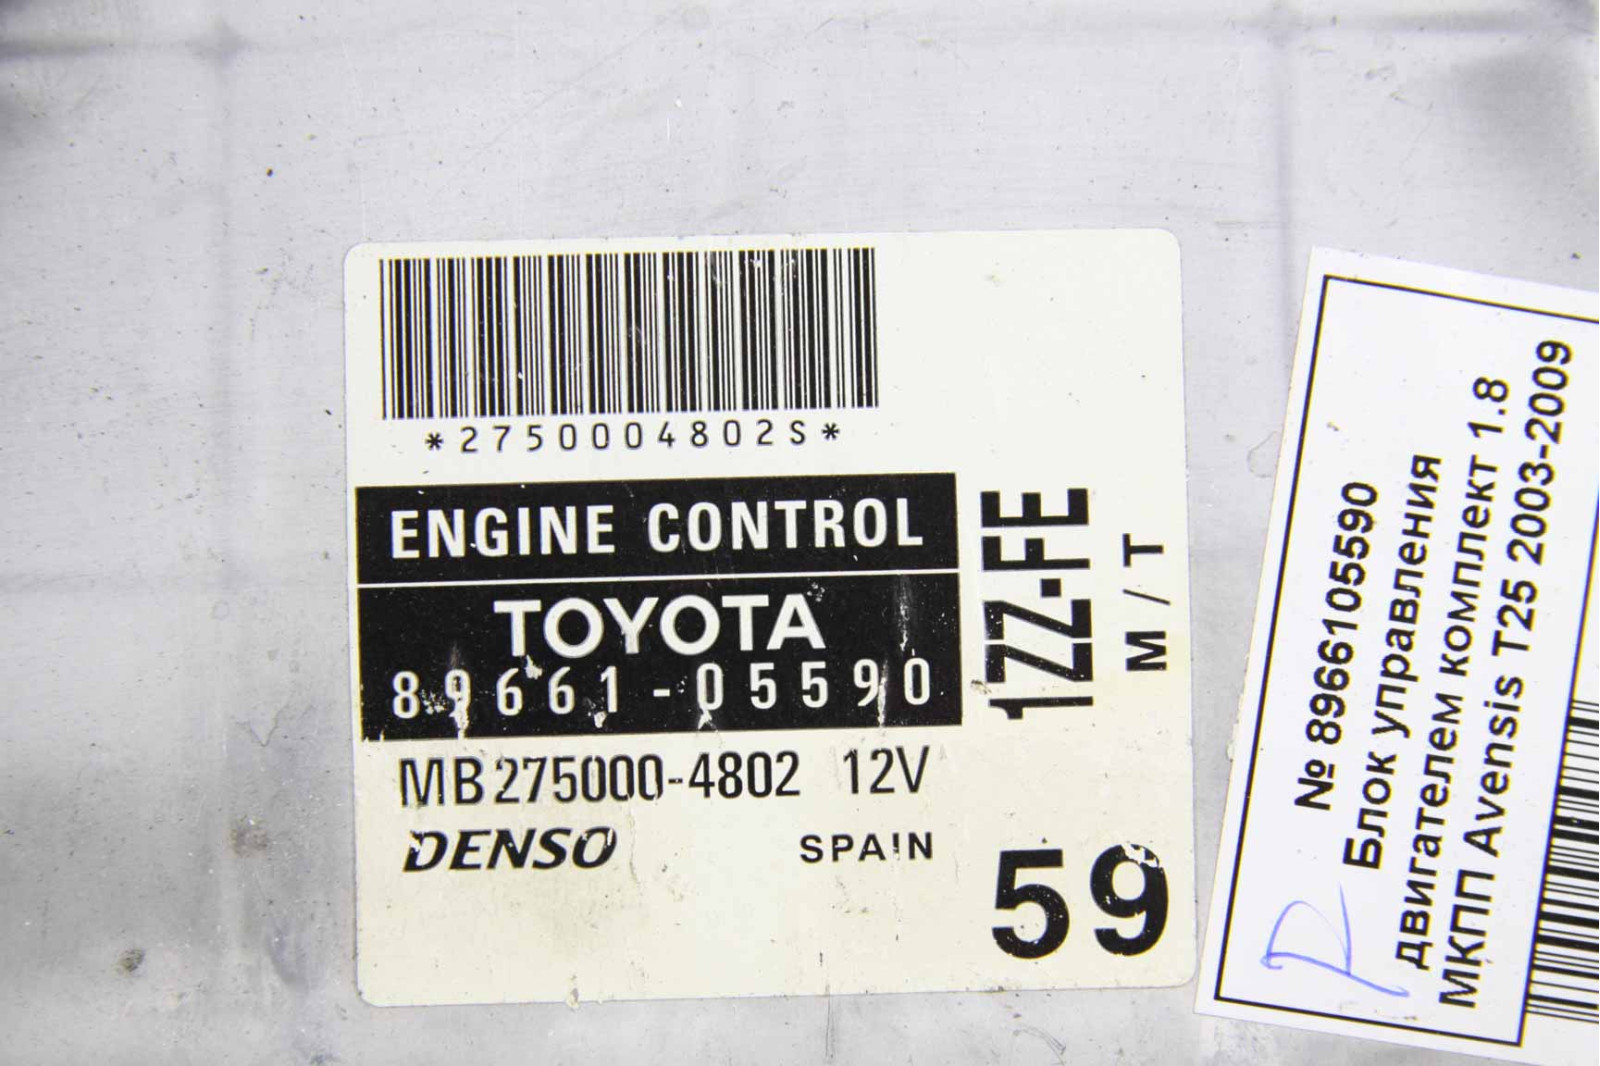 *2750004802S*
ENGINE CONTROL
TOYOTA
89661-05590
MB275000-4802 12V
DENSO SPAIN
1ZZ-FE
M/T
59
№ 8966105590
Блок управления
двигателем комплект 1.8
МКПП Avensis T25 2003-2009